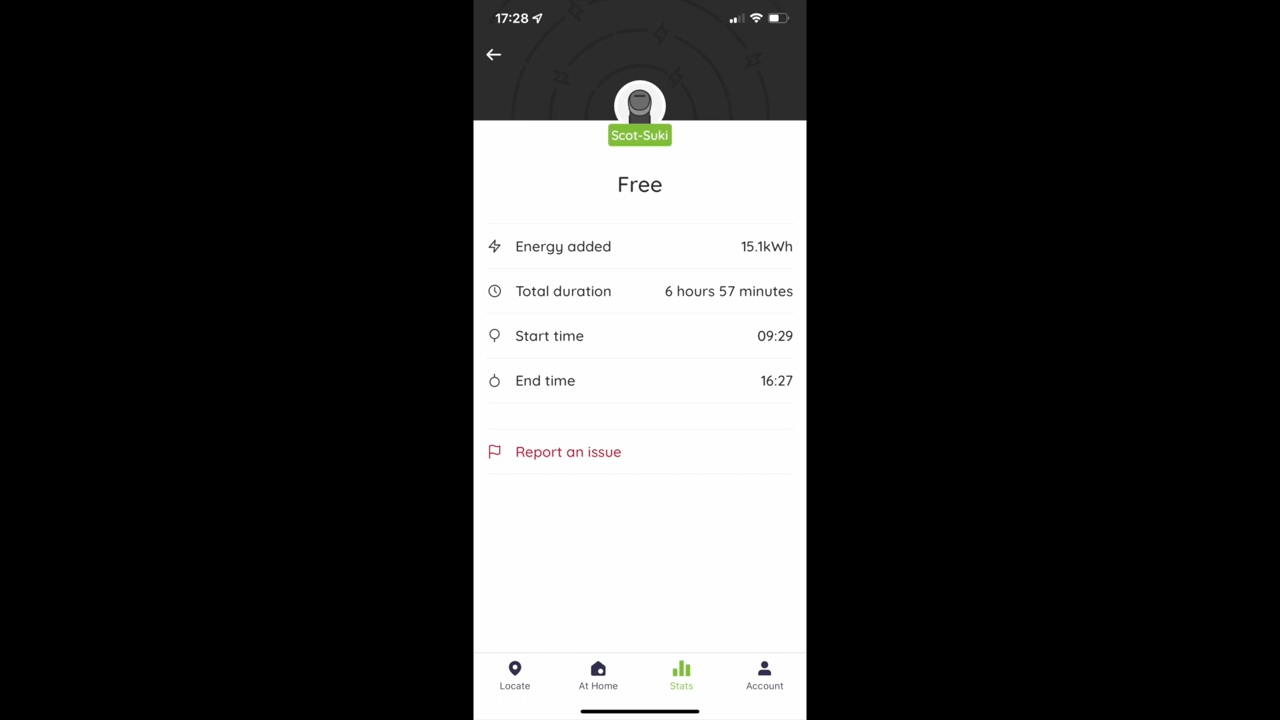 17:28
Scot-Suki
Free
Energy added 15.1kWh
Total duration 6 hours 57 minutes
Start time 09:29
End time 16:27
Report an issue
Locate At Home Stats Account